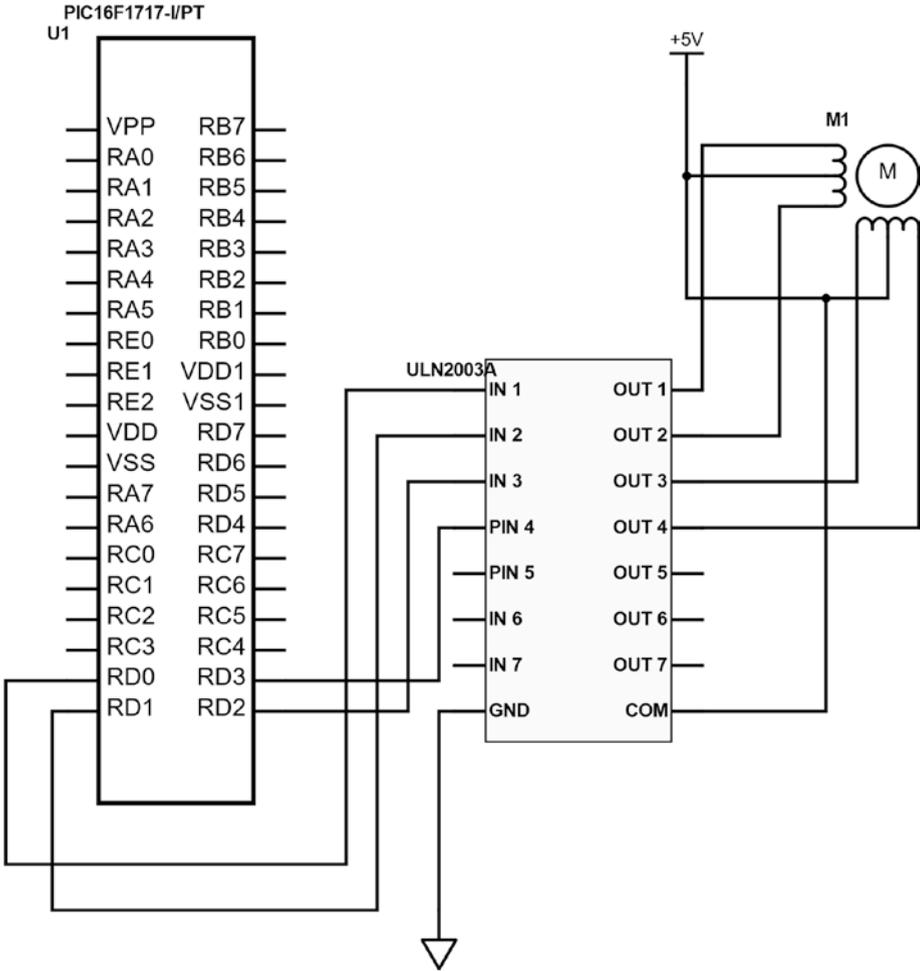 PIC16F1717-I/PT
U1
+5V
M1
M
VPP RB7
RA0 RB6
RA1 RB5
RA2 RB4
RA3 RB3
RA4 RB2
RA5 RB1
RE0 RB0
RE1 VDD1
RE2 VSS1
VDD RD7
VSS RD6
RA7 RD5
RA6 RD4
RC0 RC7
RC1 RC6
RC2 RC5
RC3 RC4
RD0 RD3
RD1 RD2
ULN2003A
IN 1 OUT 1
IN 2 OUT 2
IN 3 OUT 3
PIN 4 OUT 4
PIN 5 OUT 5
IN 6 OUT 6
IN 7 OUT 7
GND COM